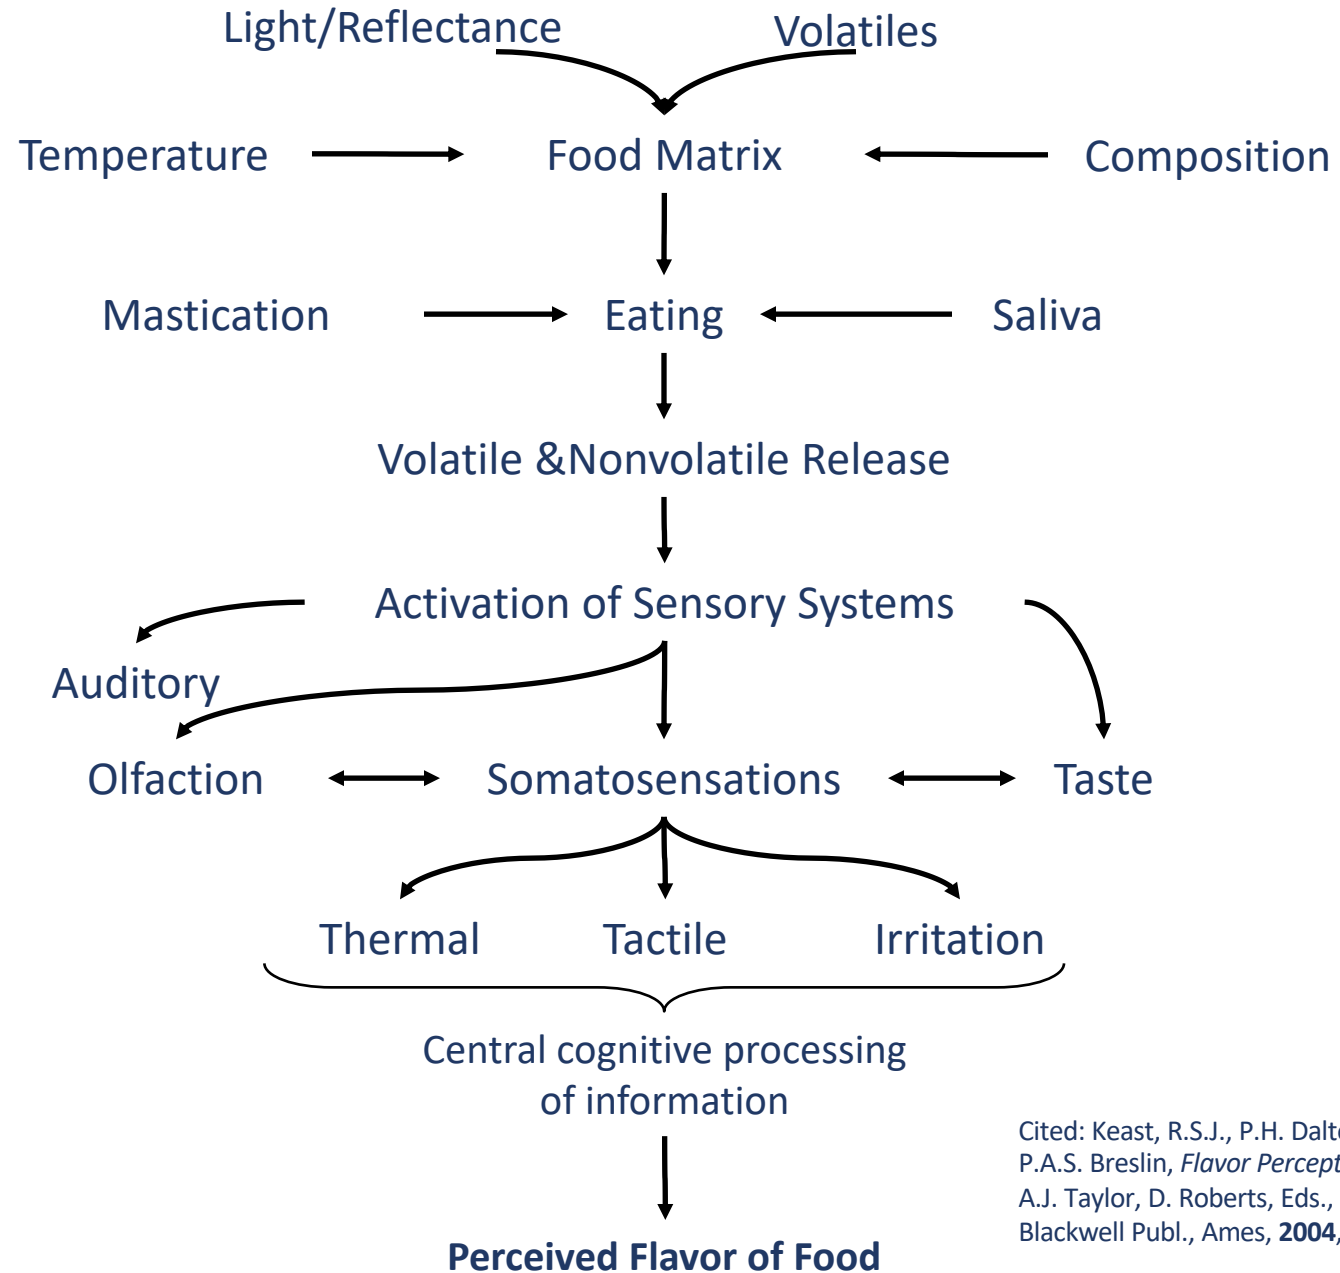 Light/Reflectance
Volatiles
Temperature
Food Matrix
Composition
Mastication
Eating
Saliva
Volatile &Nonvolatile Release
Activation of Sensory Systems
Auditory
Olfaction
Somatosensations
Taste
Thermal
Tactile
Irritation
Central cognitive processing
of information
Cited: Keast, R.S.J., P.H.
P.A.S. Breslin, Flavor
A.J. Taylor, D. Roberts, Eds.,
Blackwell Publ., Ames, 2004,
Perceived Flavor of Food